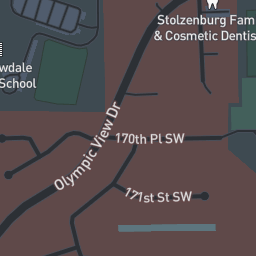 Stolzenburg Fam
& Cosmetic Dentis
wdale
School
170th Pl SW
Olympic View Dr
171st St SW